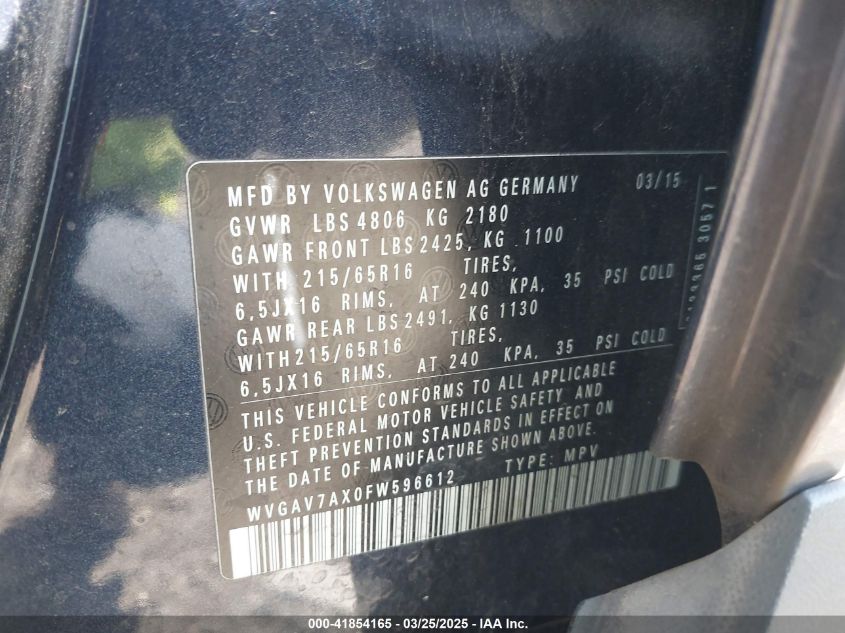 MFD BY VOLKSWAGEN AG GERMANY 03/15
GVWR LBS 4806 KG 2180
GAWR FRONT LBS 2425, KG 1100
WITH 215/65R16 TIRES,
6,5JX16 RIMS, AT 240 KPA, 35 PSI COLD
GAWR REAR LBS 2491, KG 1130
WITH 215/65R16 TIRES,
6,5JX16 RIMS, AT 240 KPA, 35 PSI COLD
THIS VEHICLE CONFORMS TO ALL APPLICABLE
U.S. FEDERAL MOTOR VEHICLE SAFETY AND
THEFT PREVENTION STANDARDS IN EFFECT ON
THE DATE OF MANUFACTURE SHOWN ABOVE.
WVGAV7AX0FW596612 TYPE: MPV
3057 1
000-41854165 - 03/25/2025 - IAAI.com